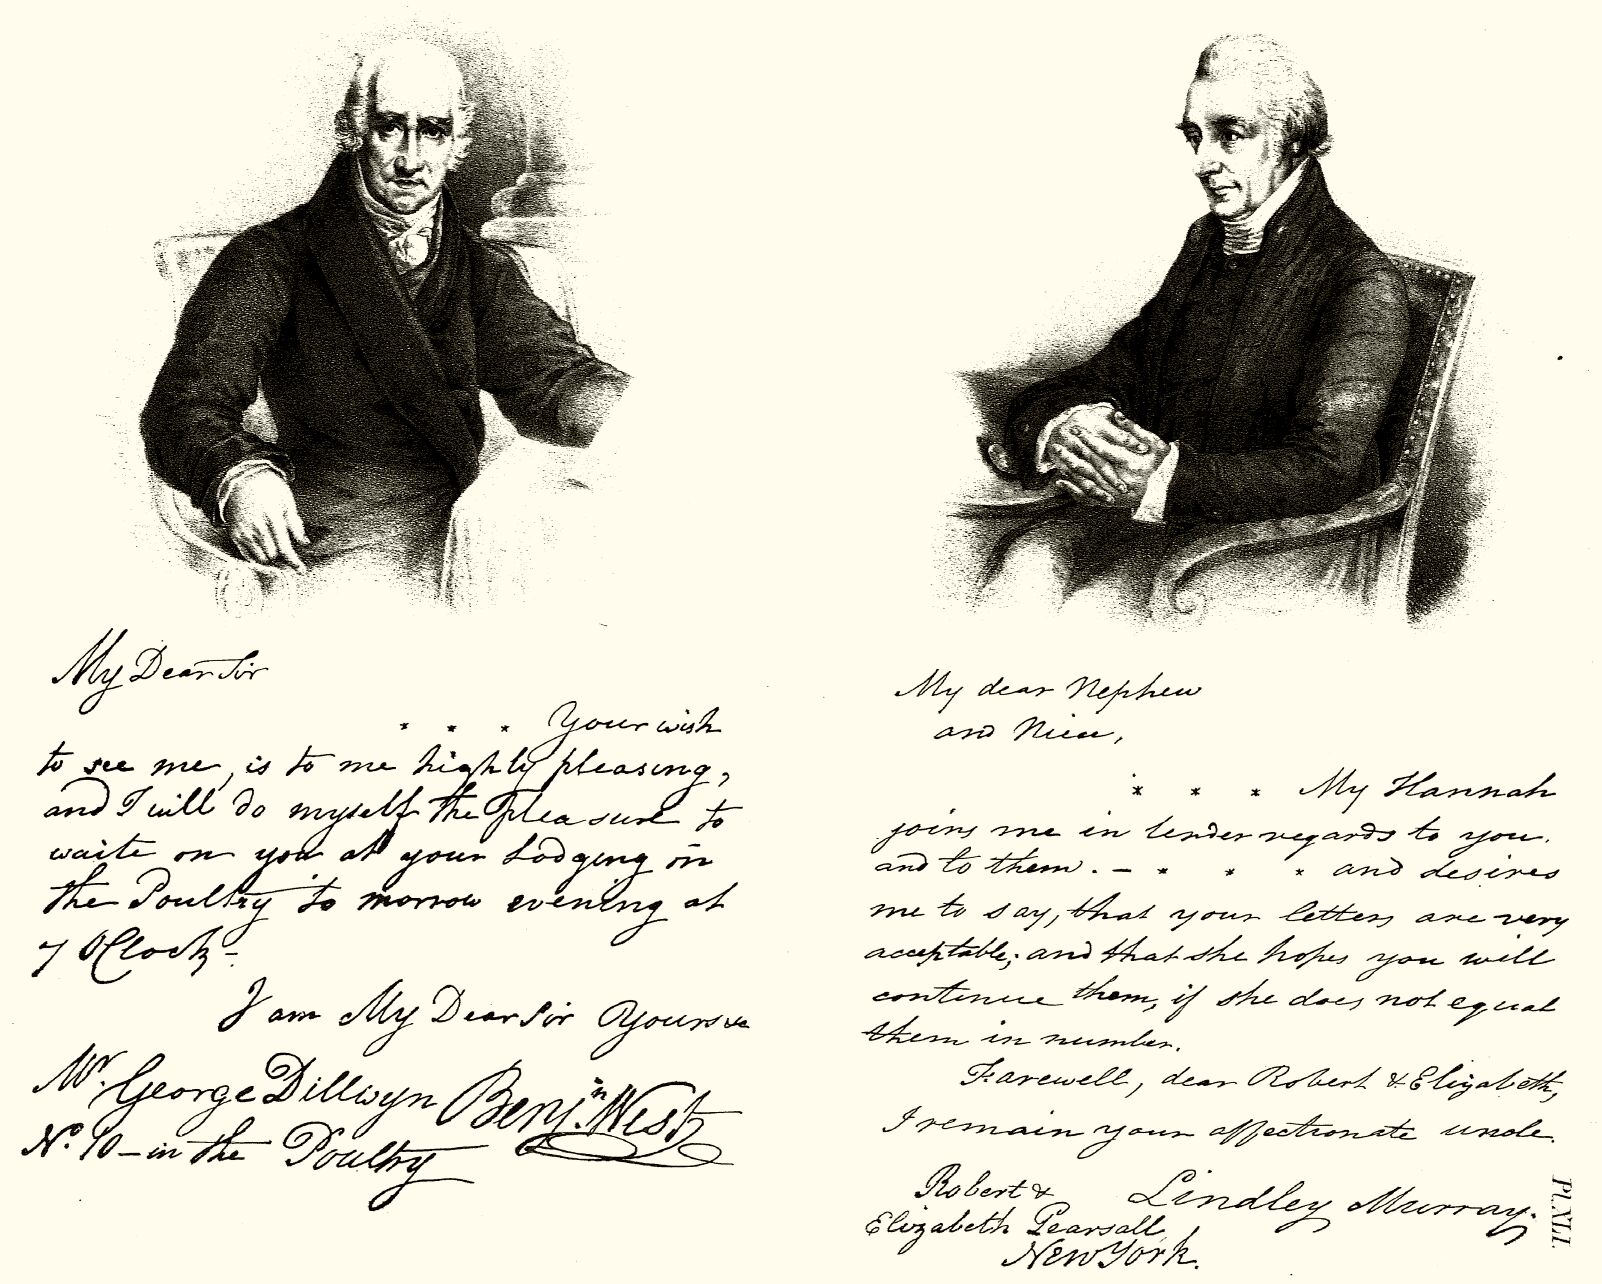 My Dear Sir
* * * Your wish
to see me, is to me highly pleasing,
and I will do myself the pleasure to
waite on you at your Lodging in
the Poultry to morrow evening at
7 OClock-
I am My Dear Sir Yours &c
Mr. George Dillwyn Benjn. West
No. 10 - in the Poultry
My dear Nephew
and Niece,
* * * My Hannah
joins me in tender regards to you.
and to them. - * * * and desires
me to say, that your letters are very
acceptable; and that she hopes you will
continue them, if she does not equal
them in number.
Farewell, dear Robert & Elizabeth,
I remain your affectionate uncle.
Lindley Murray.
Robert &
Elizabeth Pearsall
New York.
Pl. XLI.